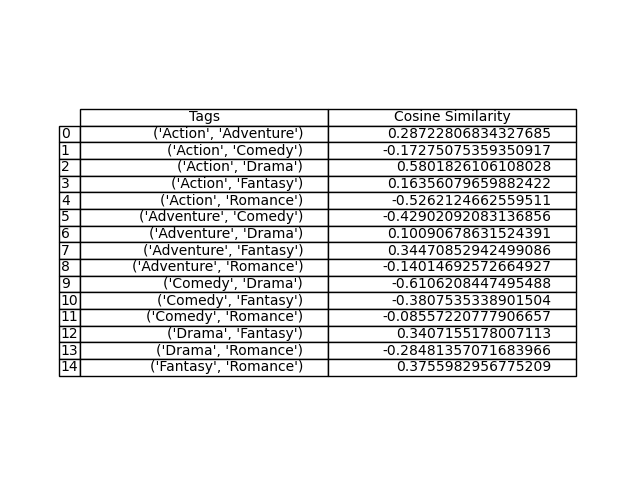 Tags Cosine Similarity
0 ('Action', 'Adventure') 0.28722806834327685
1 ('Action', 'Comedy') -0.17275075359350917
2 ('Action', 'Drama') 0.5801826106108028
3 ('Action', 'Fantasy') 0.16356079659882422
4 ('Action', 'Romance') -0.5262124662559511
5 ('Adventure', 'Comedy') -0.42902092083136856
6 ('Adventure', 'Drama') 0.10090678631524391
7 ('Adventure', 'Fantasy') 0.34470852942499086
8 ('Adventure', 'Romance') -0.14014692572664927
9 ('Comedy', 'Drama') -0.6106208447495488
10 ('Comedy', 'Fantasy') -0.3807535338901504
11 ('Comedy', 'Romance') -0.08557220777906657
12 ('Drama', 'Fantasy') 0.3407155178007113
13 ('Drama', 'Romance') -0.28481357071683966
14 ('Fantasy', 'Romance') 0.3755982956775209